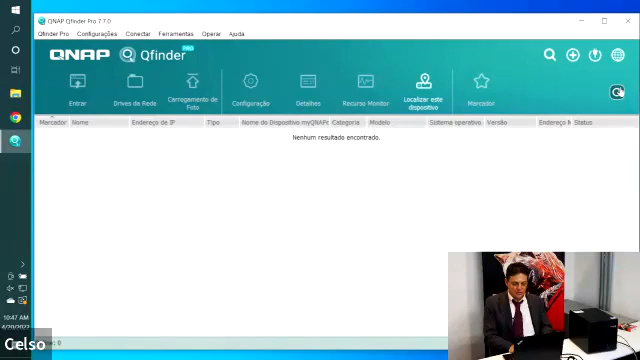 QNAP Qfinder Pro 7 7.0
Qfinder Pro Configurações Conectar Ferramentas Operar Ajuda
QNAP Qfinder PRO
Entrar Drives da Rede Carregamento de Foto Configuração Detalhes Recurso Monitor Localizar este dispositivo Marcador
Marcador Nome Endereço de IP Tipo Nome do Dispositivo myQNAPc Categoria Modelo Sistema operativo Versão Endereço M Status
Nenhum resultado encontrado.
10:47 AM
Celso